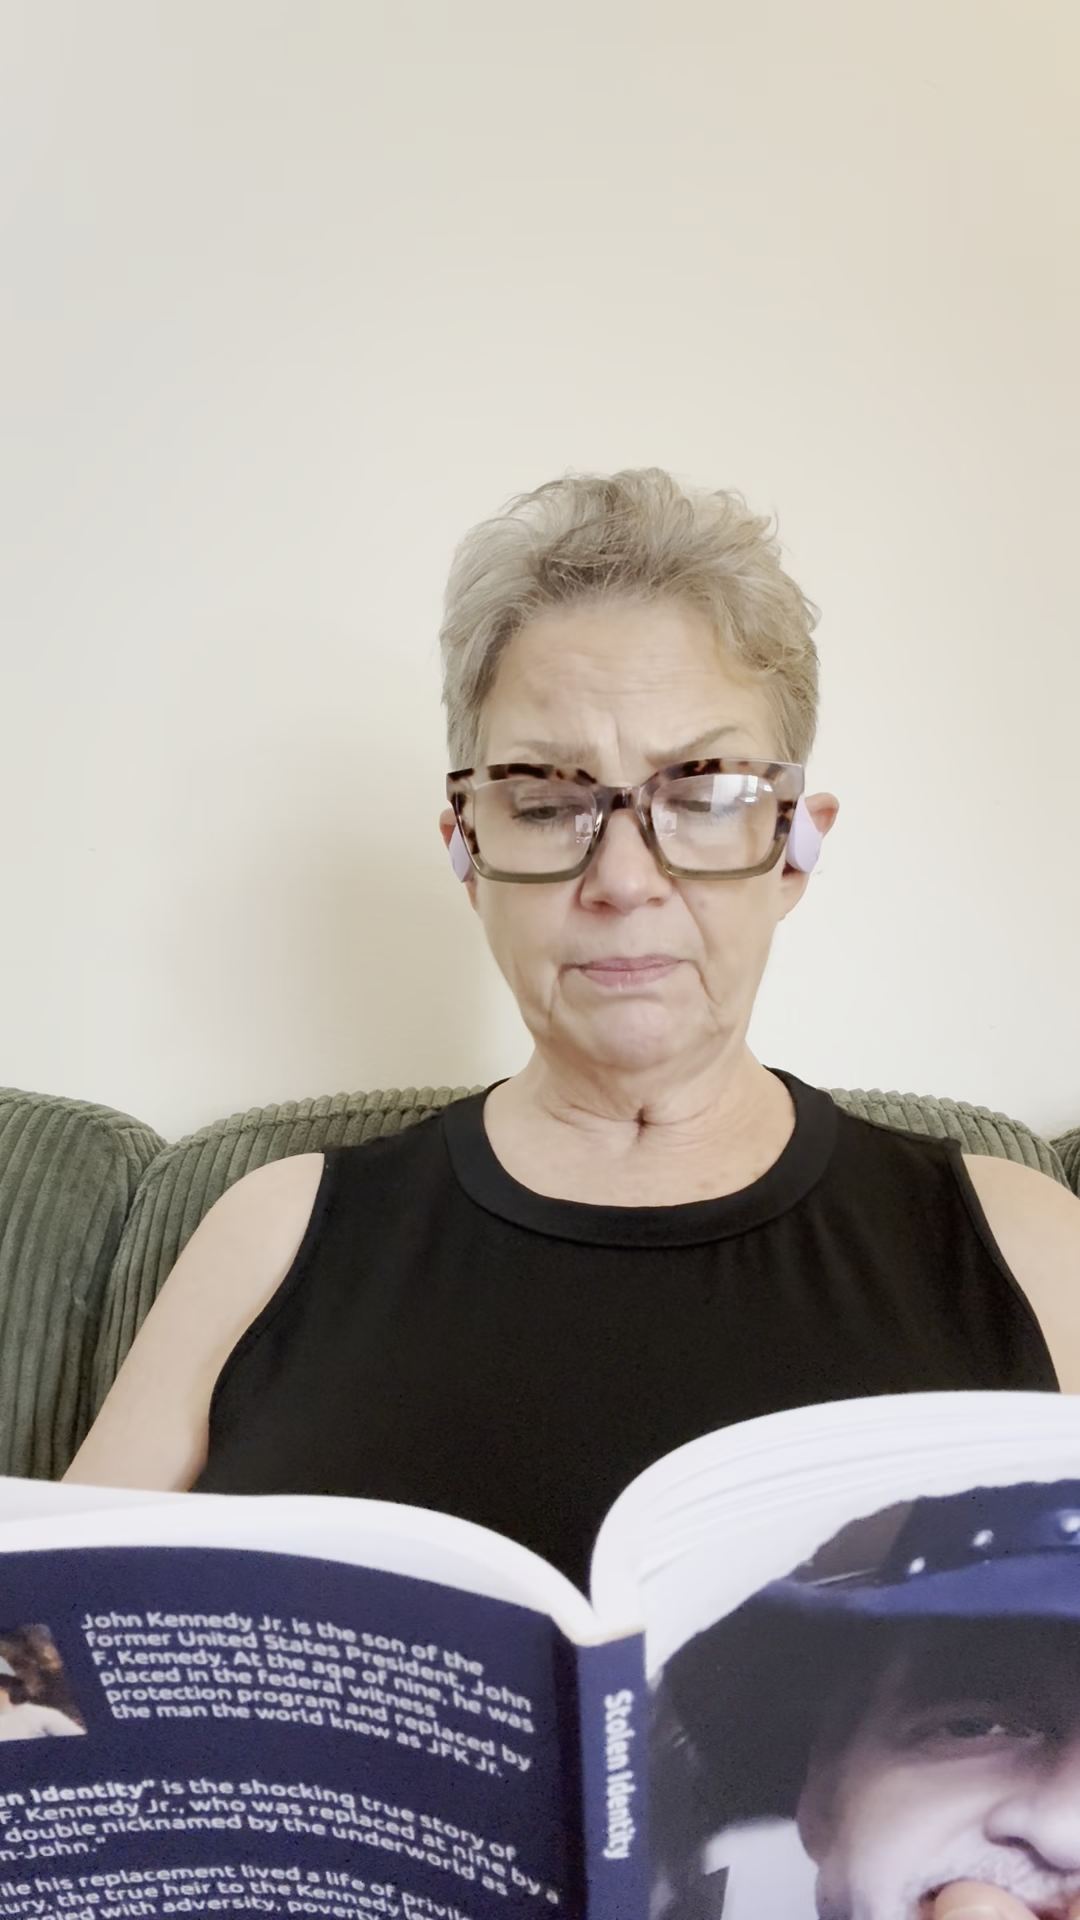 John Kennedy Jr. is the son of the
former United States President, John
F. Kennedy. At the age of nine, he was
placed in the federal witness
protection program and replaced by
the man the world knew as JFK Jr.
en Identity" is the shocking true story of
F. Kennedy Jr., who was replaced at nine by a
double nicknamed by the underworld as
n-John."
ile his replacement lived a life of privile
xury, the true heir to the Kennedy
with adversity, poverty
Stolen Identity